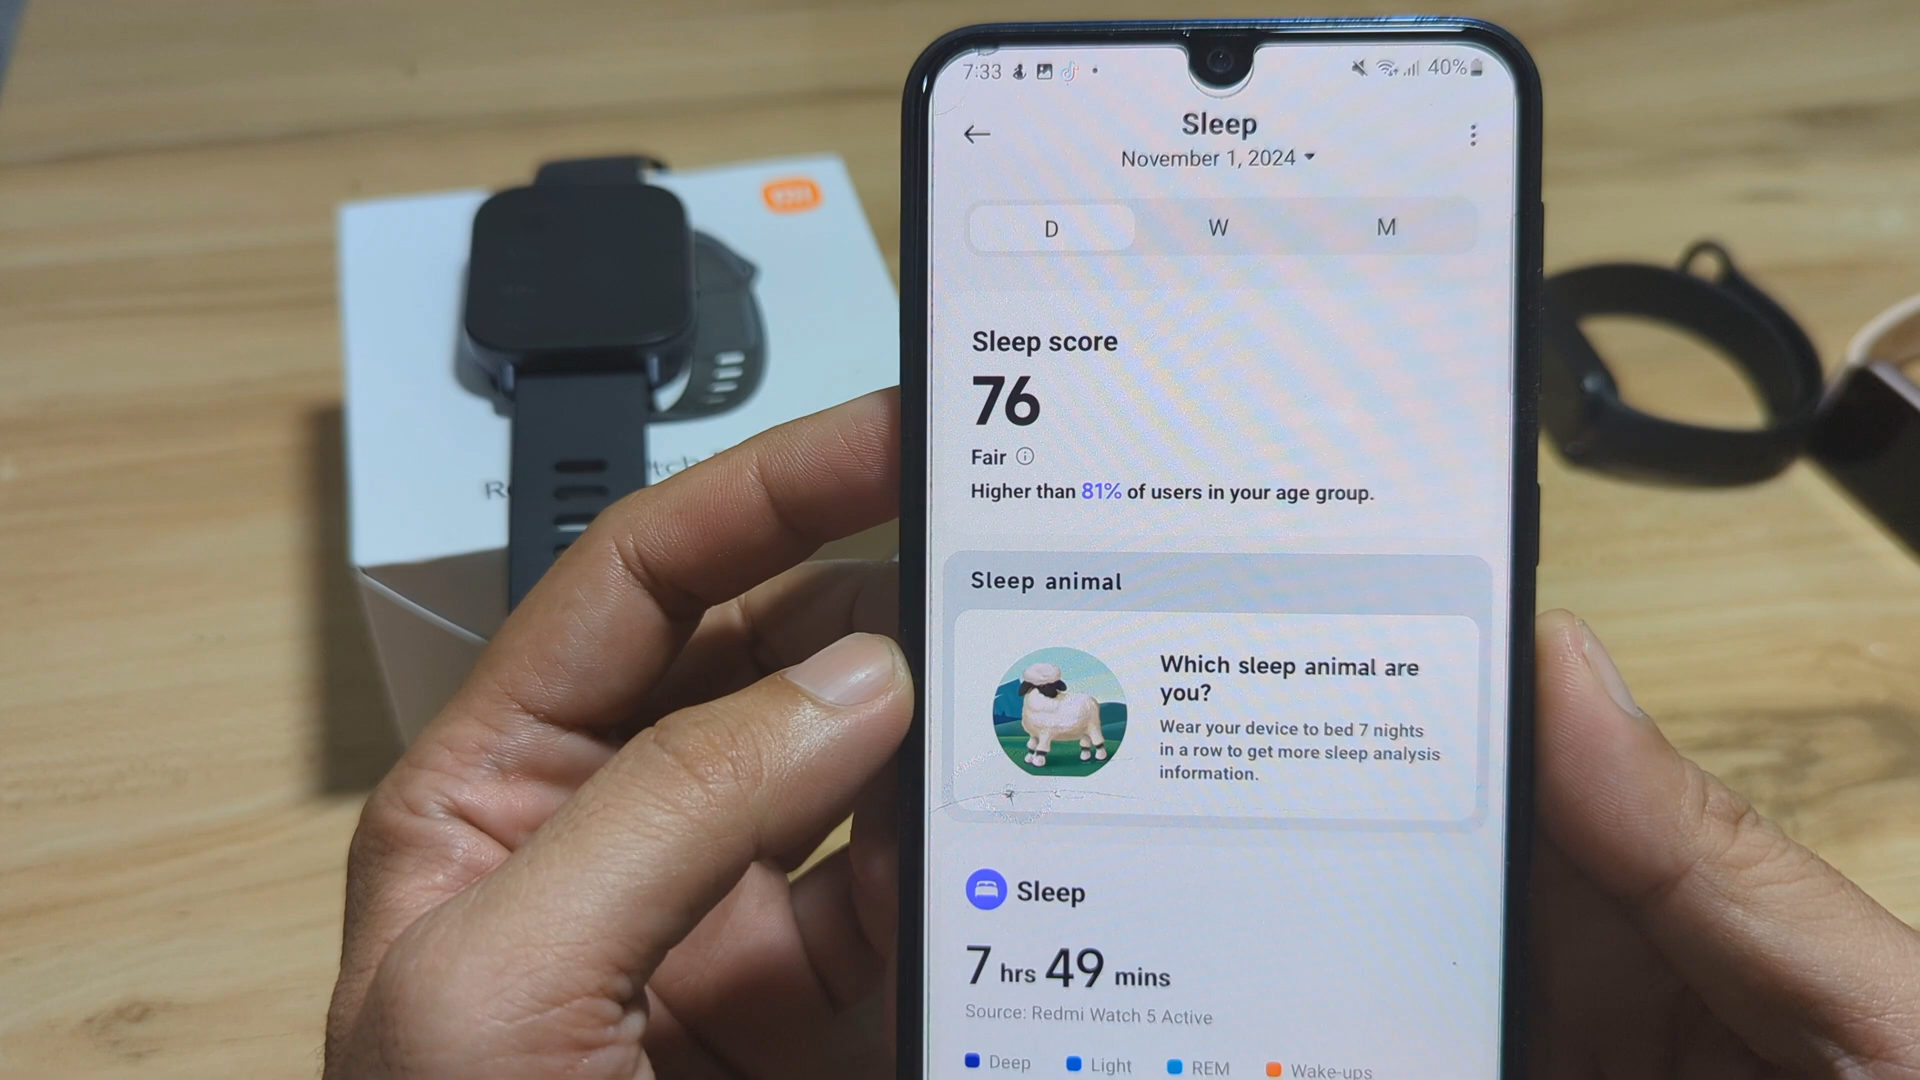 7:33
40%
Sleep
November 1, 2024
D W M
Sleep score
76
Fair
Higher than 81% of users in your age group.
Sleep animal
Which sleep animal are
you?
Wear your device to bed 7 nights
in a row to get more sleep analysis
information.
Sleep
7 hrs 49 mins
Source: Redmi Watch 5 Active
Deep Light REM Wake-ups